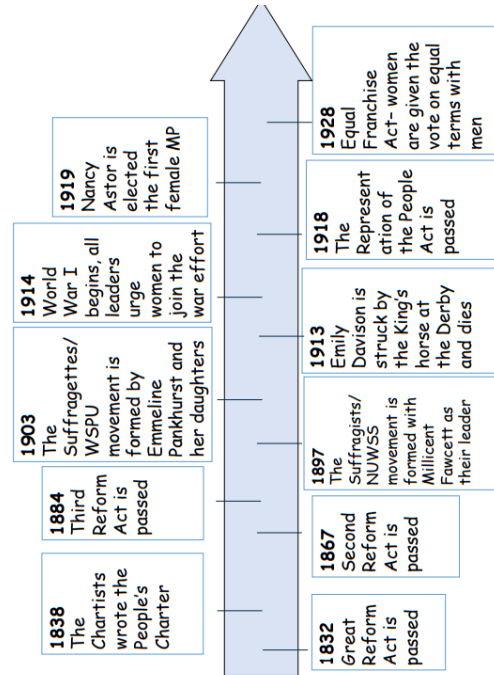 1838
The
Chartists
wrote the
People's
Charter
1884
Third
Reform
Act is
passed
1903
The
Suffragettes/
WSPU
movement is
formed by
Emmeline
Pankhurst and
her daughters
1914
World
War I
begins, all
leaders
urge
women to
join the
war effort
1919
Nancy
Astor is
elected
the first
female MP
1832
Great
Reform
Act is
passed
1867
Second
Reform
Act is
passed
1897
The
Suffragists/
NUWSS
movement is
formed with
Millicent
Fawcett as
their leader
1913
Emily
Davison is
struck by
the King's
horse at
the Derby
and dies
1918
The
Represent
ation of
the People
Act is
passed
1928
Equal
Franchise
Act- women
are given the
vote on equal
terms with
men